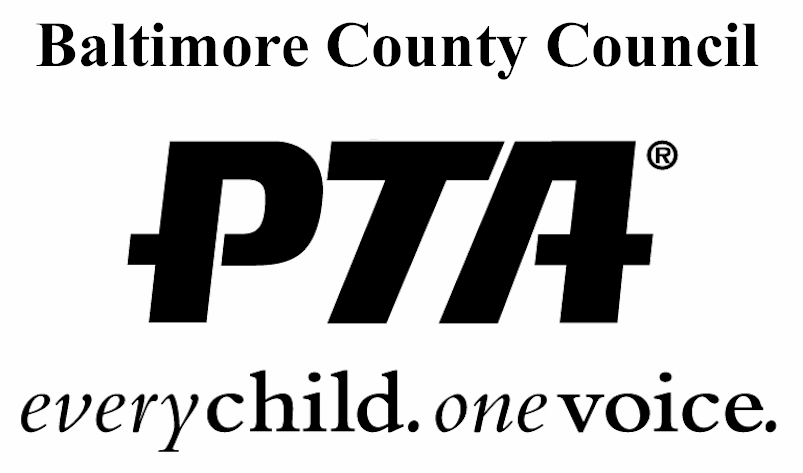 Baltimore County Council
PTA®
everychild. onevoice.